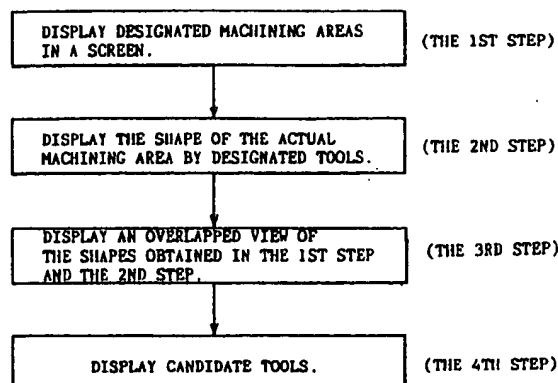 DISPLAY DESIGNATED MACHINING AREAS
IN A SCREEN.
(THE 1ST STEP)
DISPLAY THE SHAPE OF THE ACTUAL
MACHINING AREA BY DESIGNATED TOOLS.
(THE 2ND STEP)
DISPLAY AN OVERLAPPED VIEW OF
THE SHAPES OBTAINED IN THE 1ST STEP
AND THE 2ND STEP.
(THE 3RD STEP)
DISPLAY CANDIDATE TOOLS.
(THE 4TH STEP)